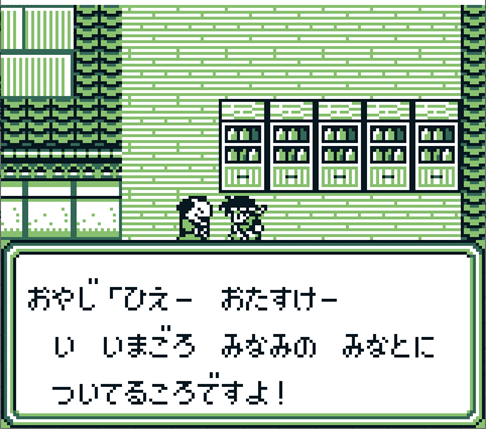 おやじ「ひえー　おたすけー
い　いまごろ　みなみの　みなとに
ついてるころですよ！